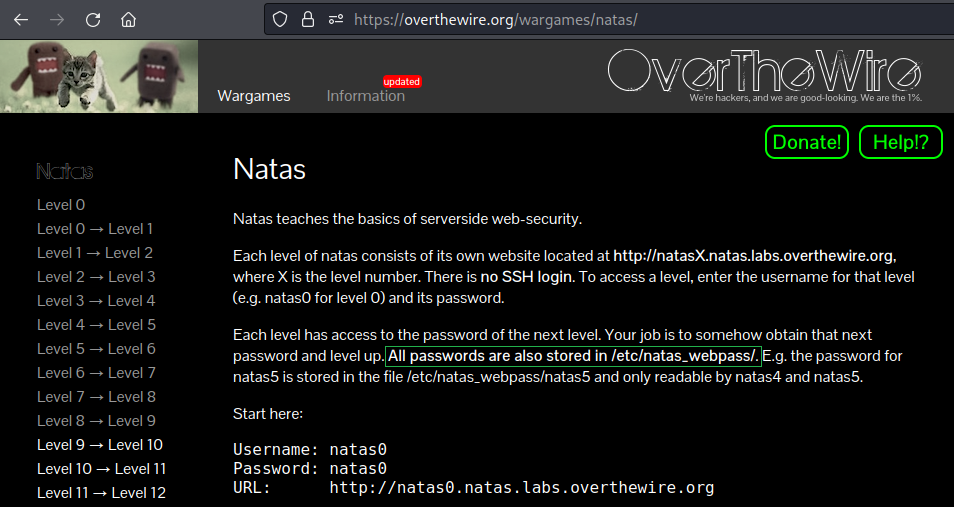 https://overthewire.org/wargames/natas/
updated
Wargames Information
OverTheWire
We're hackers, and we are good-looking. We are the 1%.
Donate! Help!?
Natas
Level 0
Level 0 → Level 1
Level 1 → Level 2
Level 2 → Level 3
Level 3 → Level 4
Level 4 → Level 5
Level 5 → Level 6
Level 6 → Level 7
Level 7 → Level 8
Level 8 → Level 9
Level 9 → Level 10
Level 10 → Level 11
Level 11 → Level 12
Natas
Natas teaches the basics of serverside web-security.
Each level of natas consists of its own website located at http://natasX.natas.labs.overthewire.org,
where X is the level number. There is no SSH login. To access a level, enter the username for that level
(e.g. natas0 for level 0) and its password.
Each level has access to the password of the next level. Your job is to somehow obtain that next
password and level up. All passwords are also stored in /etc/natas_webpass/. E.g. the password for
natas5 is stored in the file /etc/natas_webpass/natas5 and only readable by natas4 and natas5.
Start here:
Username: natas0
Password: natas0
URL: http://natas0.natas.labs.overthewire.org